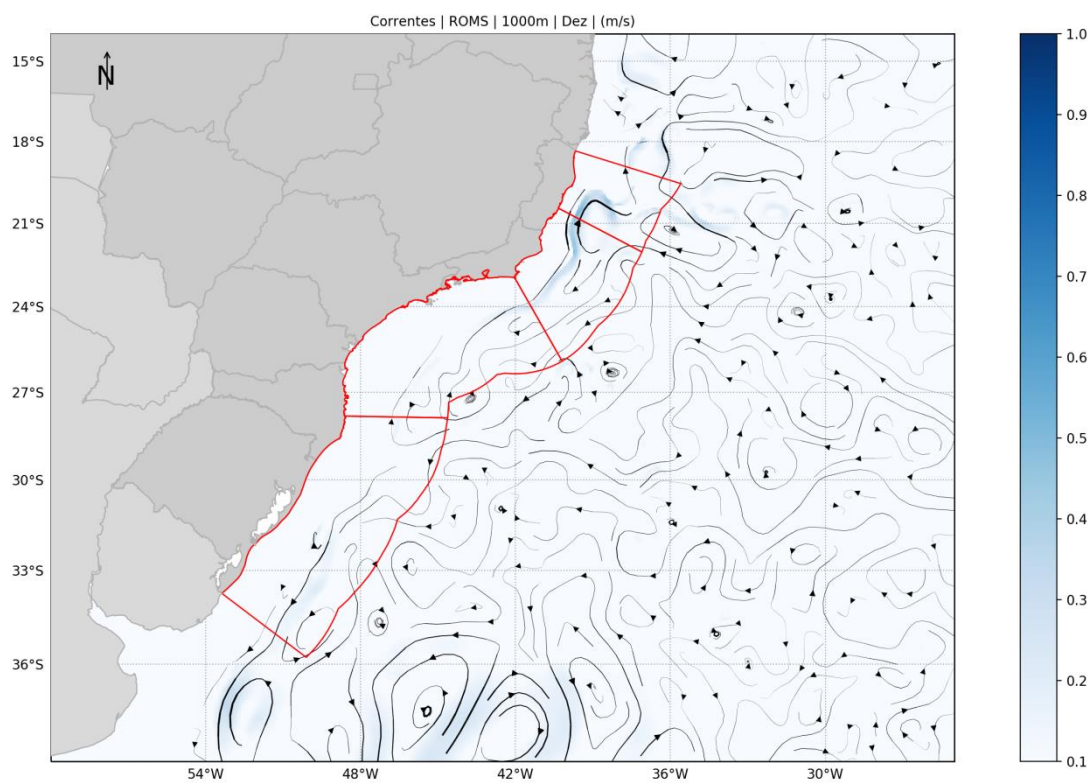 Correntes | ROMS | 1000m | Dez | (m/s)
N
15°S
18°S
21°S
24°S
27°S
30°S
33°S
36°S
54°W
48°W
42°W
36°W
30°W
1.0
0.9
0.8
0.7
0.6
0.5
0.4
0.3
0.2
0.1